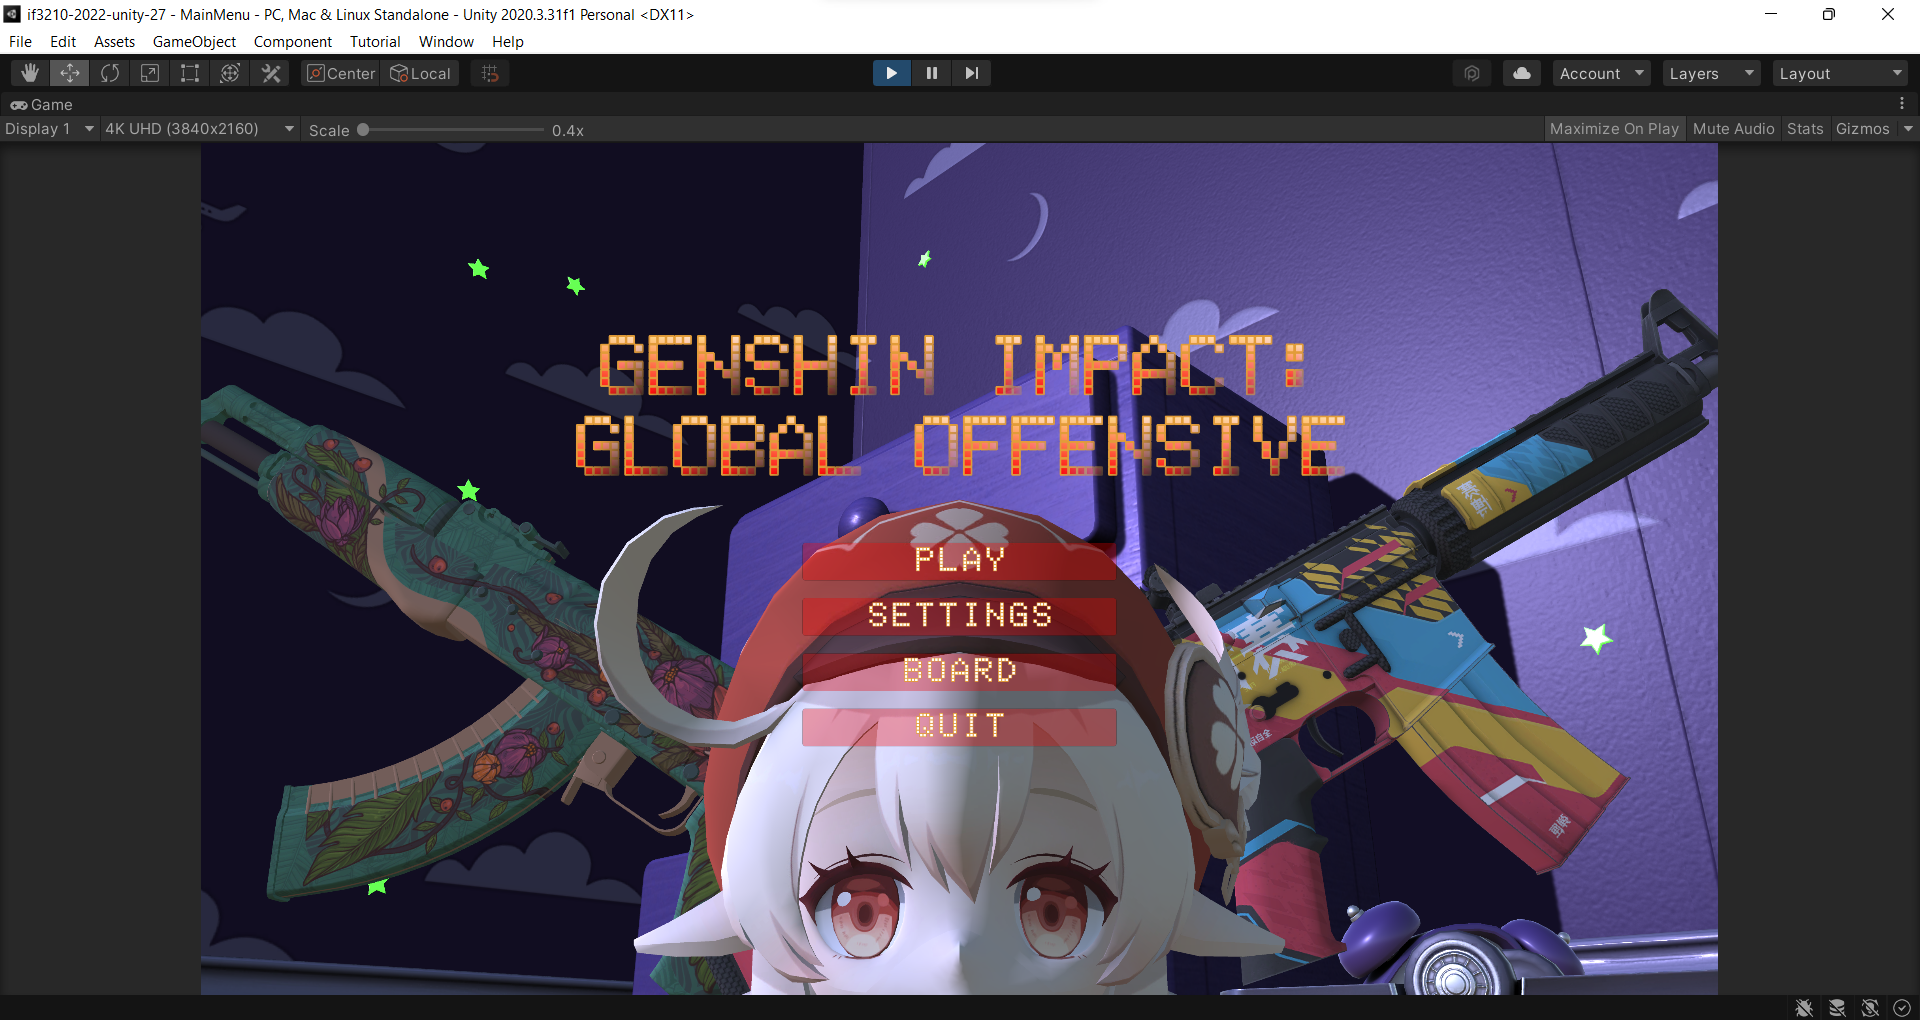 if3210-2022-unity-27 - MainMenu - PC, Mac & Linux Standalone - Unity 2020.3.31f1 Personal <DX11>
File Edit Assets GameObject Component Tutorial Window Help
Center Local Account Layers Layout
Game
Display 1 4K UHD (3840x2160) Scale 0.4x Maximize On Play Mute Audio Stats Gizmos
GENSHIN IMPACT:
GLOBAL OFFENSIVE
PLAY
SETTINGS
BOARD
QUIT